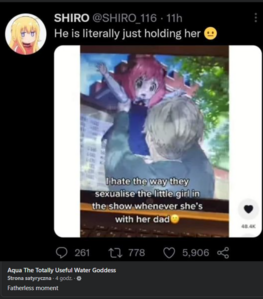 SHIRO @SHIRO_116 · 11h
He is literally just holding her 😕
I hate the way they
sexualise the little girl in
the show whenever she's
with her dad
48.4K
261 778 5,906
Aqua The Totally Useful Water Goddess
Strona satyryczna · 4 godz. ·
Fatherless moment